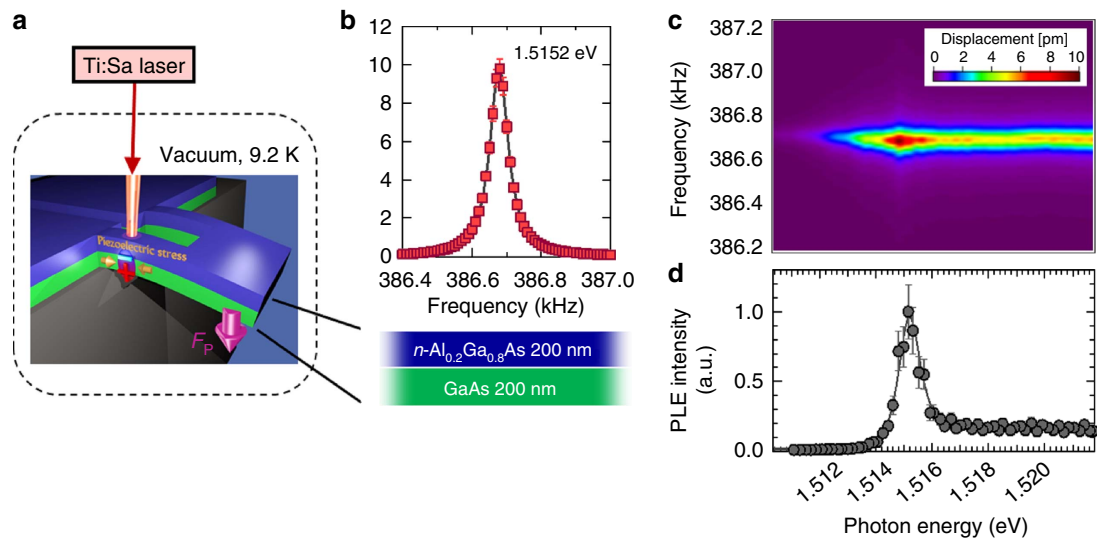 a
Ti:Sa laser
Vacuum, 9.2 K
Piezoelectric stress
+
F_P
b
12
10
8
6
4
2
0
1.5152 eV
386.4 386.6 386.8 387.0
Frequency (kHz)
n-Al0.2Ga0.8As 200 nm
GaAs 200 nm
c
Frequency (kHz)
387.2
387.0
386.8
386.6
386.4
386.2
Displacement [pm]
0 2 4 6 8 10
d
PLE intensity
(a.u.)
1.0
0.5
0.0
1.512 1.514 1.516 1.518 1.520
Photon energy (eV)